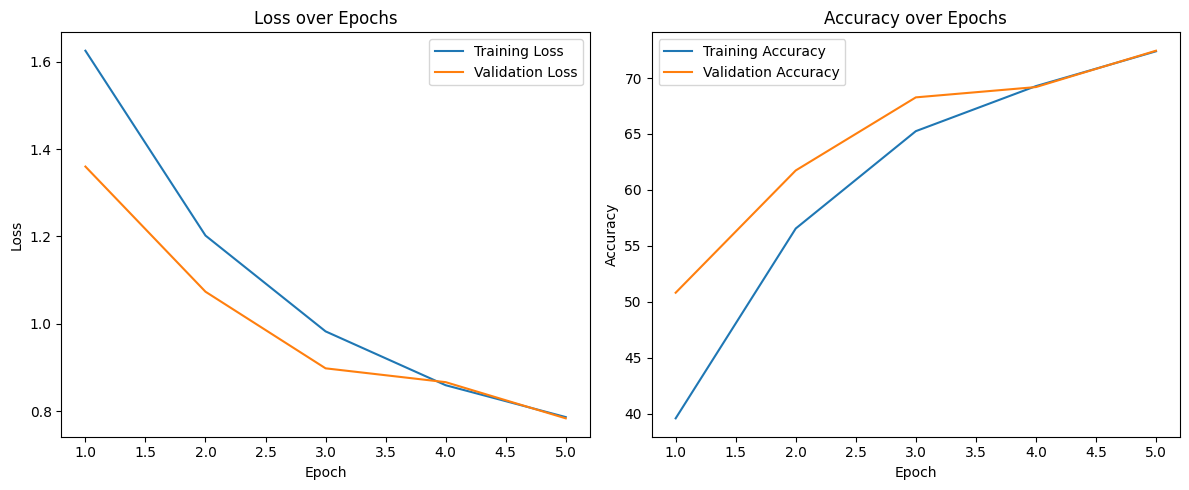 Loss over Epochs
Training Loss
Validation Loss
Loss
1.6
1.4
1.2
1.0
0.8
1.0 1.5 2.0 2.5 3.0 3.5 4.0 4.5 5.0
Epoch
Accuracy over Epochs
Training Accuracy
Validation Accuracy
Accuracy
70
65
60
55
50
45
40
1.0 1.5 2.0 2.5 3.0 3.5 4.0 4.5 5.0
Epoch